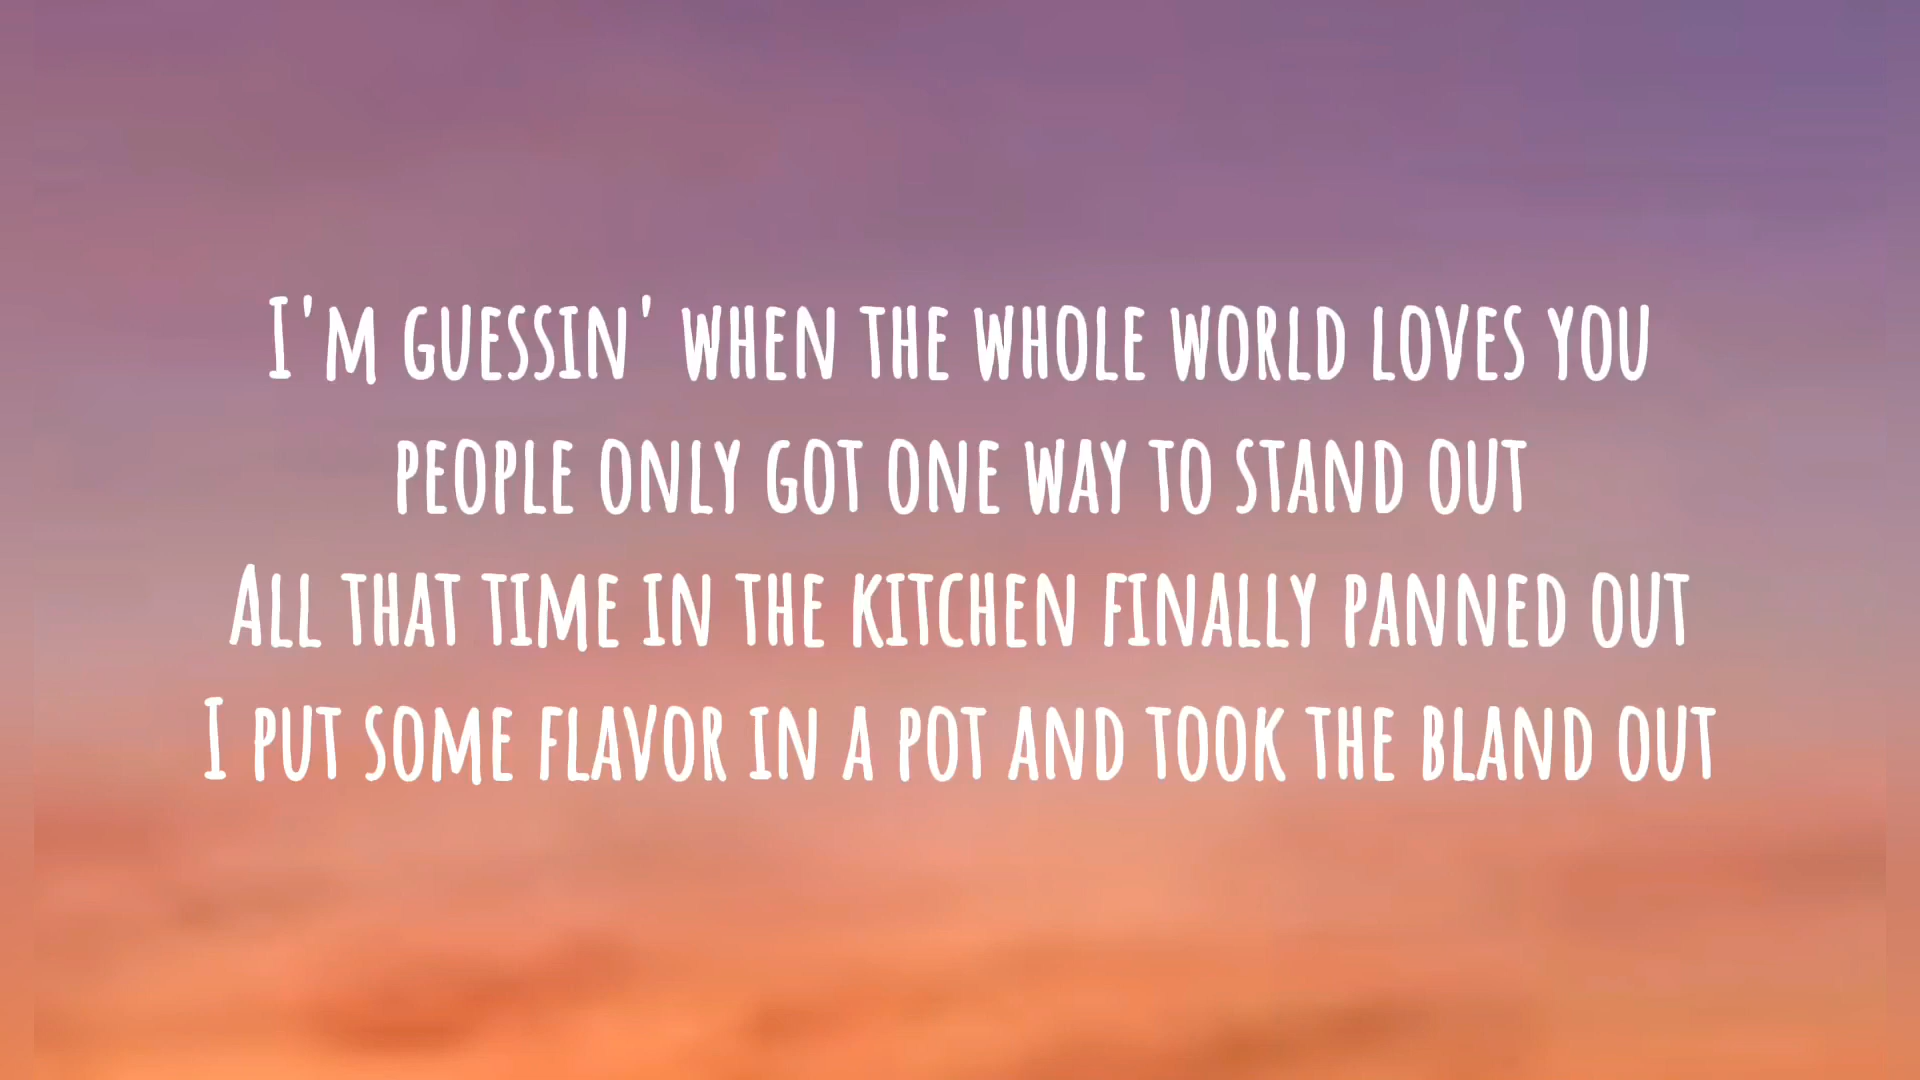 I'm guessin' when the whole world loves you
people only got one way to stand out
All that time in the kitchen finally panned out
I put some flavor in a pot and took the bland out